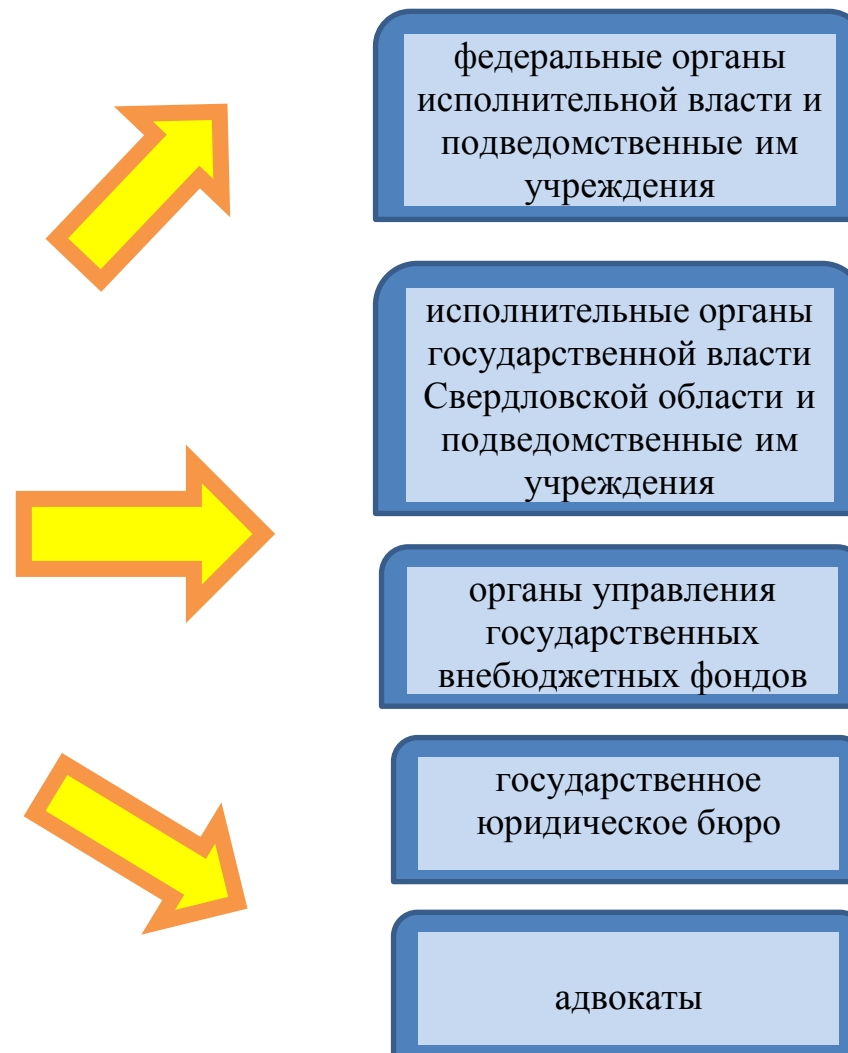 федеральные органы
исполнительной власти и
подведомственные им
учреждения
исполнительные органы
государственной власти
Свердловской области и
подведомственные им
учреждения
органы управления
государственных
внебюджетных фондов
государственное
юридическое бюро
адвокаты